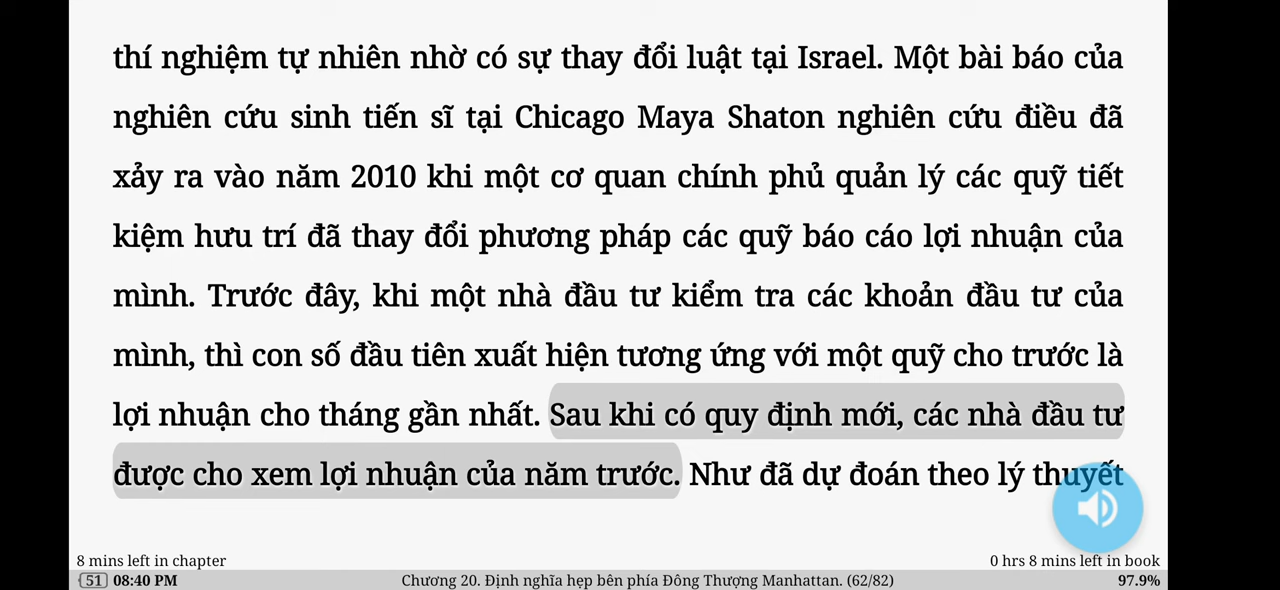 thí nghiệm tự nhiên nhờ có sự thay đổi luật tại Israel. Một bài báo của
nghiên cứu sinh tiến sĩ tại Chicago Maya Shaton nghiên cứu điều đã
xảy ra vào năm 2010 khi một cơ quan chính phủ quản lý các quỹ tiết
kiệm hưu trí đã thay đổi phương pháp các quỹ báo cáo lợi nhuận của
mình. Trước đây, khi một nhà đầu tư kiểm tra các khoản đầu tư của
mình, thì con số đầu tiên xuất hiện tương ứng với một quỹ cho trước là
lợi nhuận cho tháng gần nhất. Sau khi có quy định mới, các nhà đầu tư
được cho xem lợi nhuận của năm trước. Như đã dự đoán theo lý thuyết
8 mins left in chapter 0 hrs 8 mins left in book
51 08:40 PM Chương 20. Định nghĩa hẹp bên phía Đông Thượng Manhattan. (62/82) 97.9%